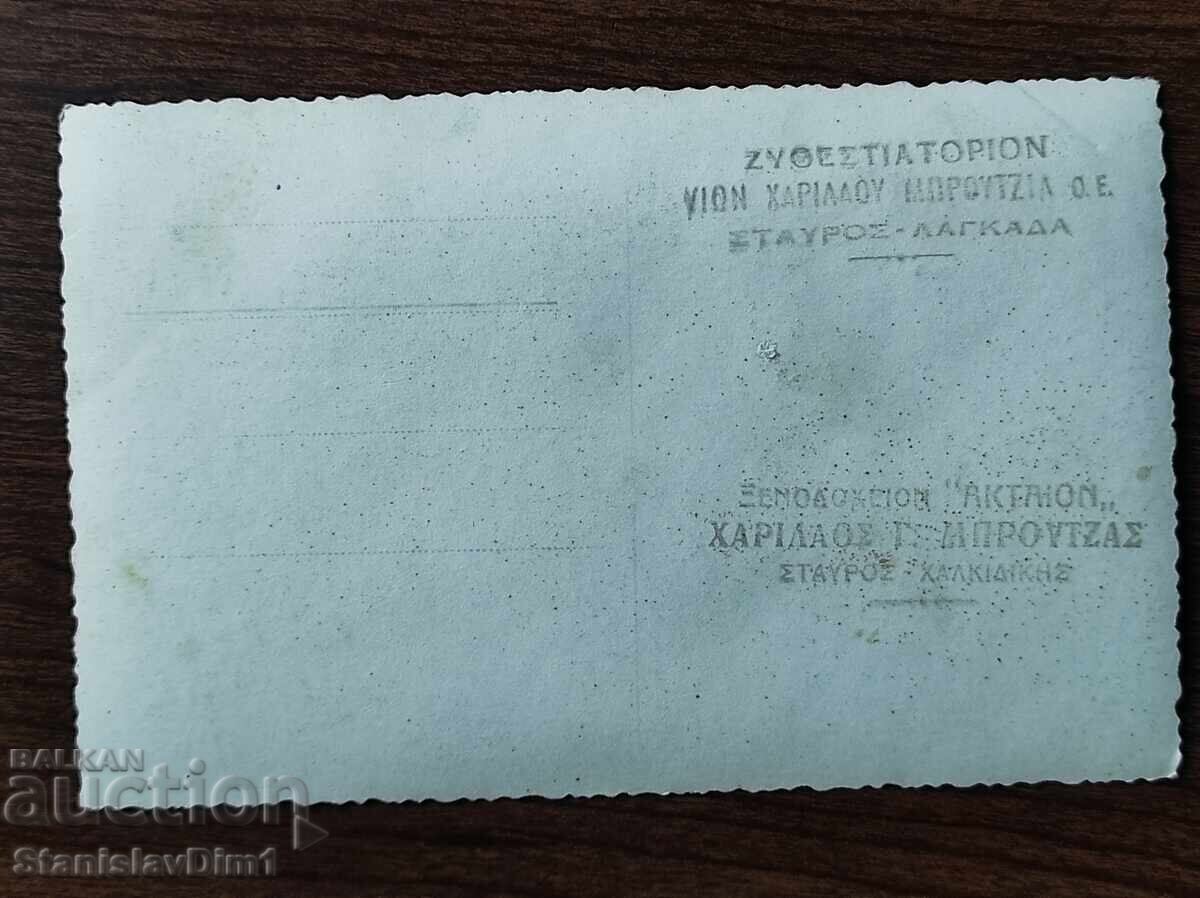 ΖΥΘΕΣΤΙΑΤΟΡΙΟΝ
ΥΙΩΝ ΧΑΡΙΛΑΟΥ ΜΠΡΟΥΤΖΙΑ Ο.Ε.
ΣΤΑΥΡΟΣ - ΛΑΓΚΑΔΑ
ΞΕΝΟΔΟΧΕΙΟΝ "ΑΚΤΑΙΟΝ„
ΧΑΡΙΛΑΟΣ Γ. ΜΠΡΟΥΤΖΑΣ
ΣΤΑΥΡΟΣ - ΧΑΛΚΙΔΙΚΗΣ
BALKAN
auction
StanislavDim1